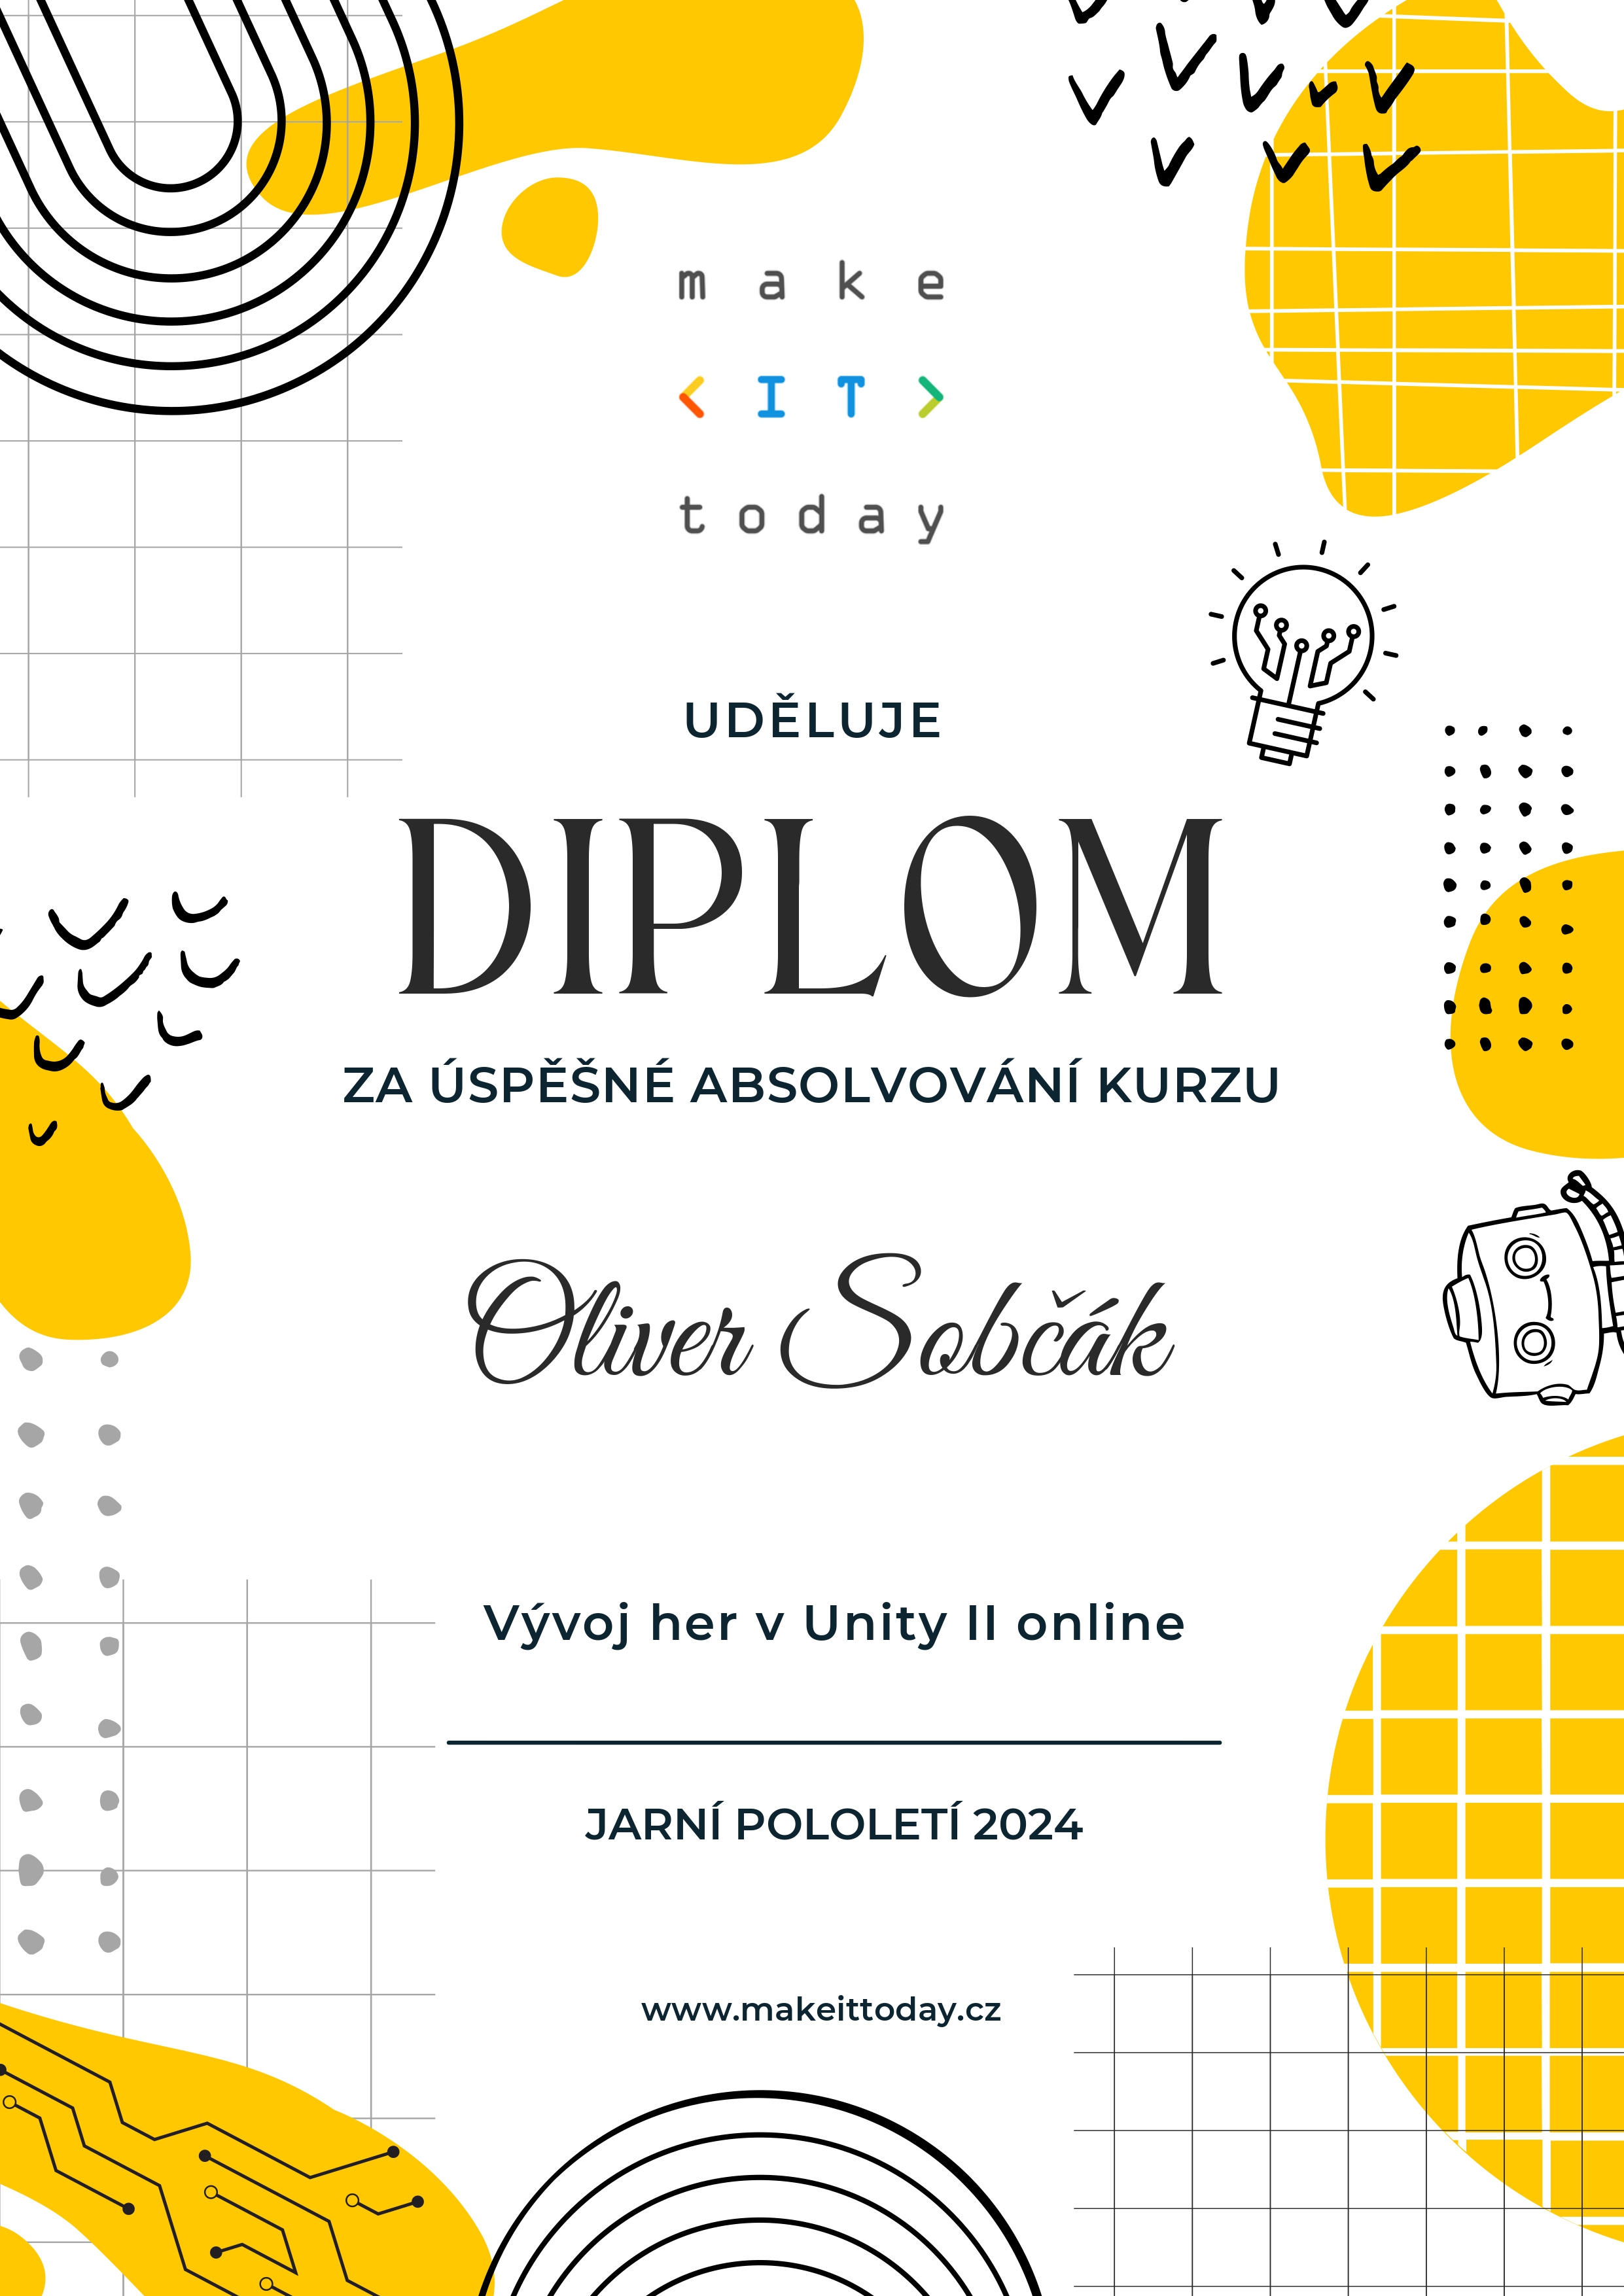 make
<IT>
today
UDĚLUJE
DIPLOM
ZA ÚSPĚŠNÉ ABSOLVOVÁNÍ KURZU
Oliver Sobčák
Vývoj her v Unity II online
JARNÍ POLOLETÍ 2024
www.makeittoday.cz